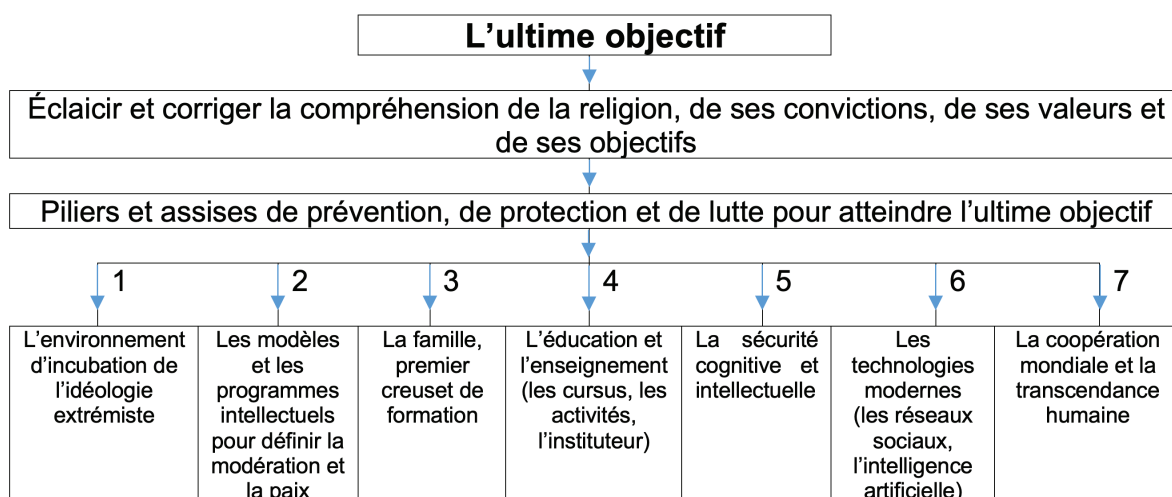 L’ultime objectif
Éclaicir et corriger la compréhension de la religion, de ses convictions, de ses valeurs et
de ses objectifs
Piliers et assises de prévention, de protection et de lutte pour atteindre l’ultime objectif
1
2
3
4
5
6
7
L’environnement
d’incubation de
l’idéologie
extrémiste
Les modèles
et les
programmes
intellectuels
pour définir la
modération et
la paix
La famille,
premier
creuset de
formation
L’éducation et
l’enseignement
(les cursus, les
activités,
l’instituteur)
La sécurité
cognitive et
intellectuelle
Les
technologies
modernes
(les réseaux
sociaux,
l’intelligence
artificielle)
La coopération
mondiale et la
transcendance
humaine